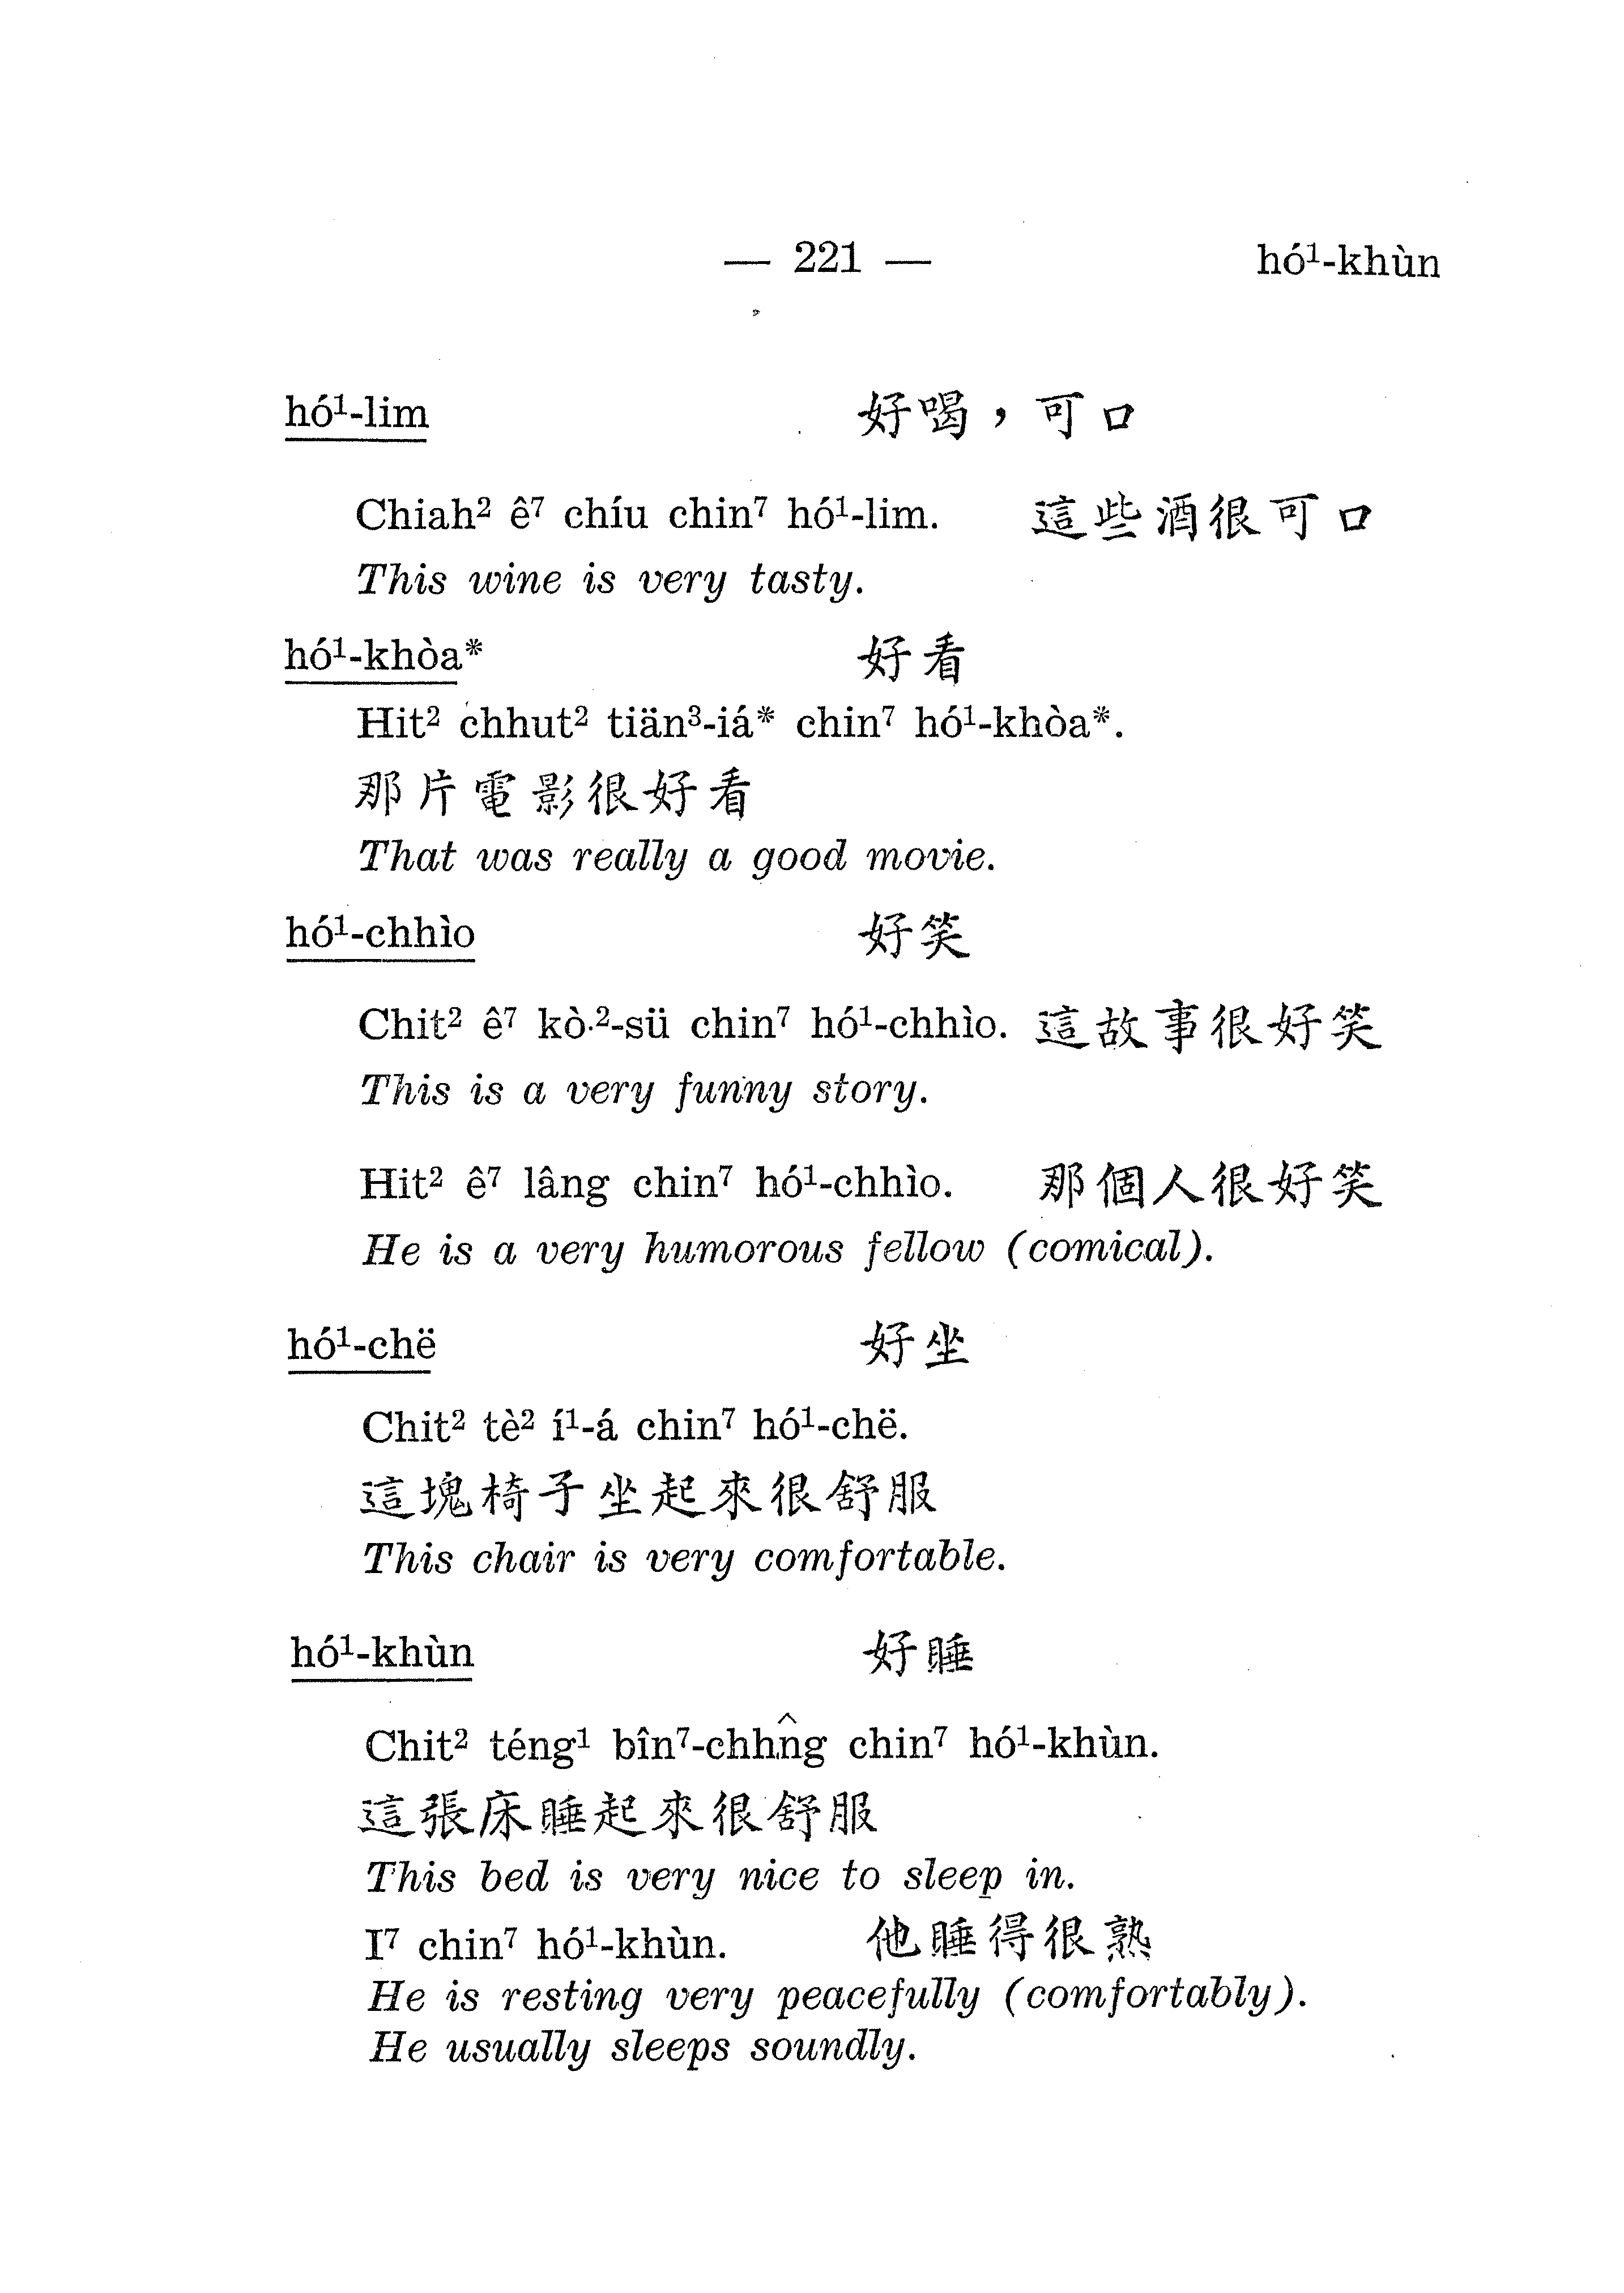 — 221 — hó¹-khùn
hó¹-lim 好喝，可口
Chiah² ê⁷ chíu chin⁷ hó¹-lim. 這些酒很可口
This wine is very tasty.
hó¹-khòa* 好看
Hit² chhut² tiän³-iá* chin⁷ hó¹-khòa*.
那片電影很好看
That was really a good movie.
hó¹-chhìo 好笑
Chit² ê⁷ kò·²-sü chin⁷ hó¹-chhìo. 這故事很好笑
This is a very funny story.
Hit² ê⁷ lâng chin⁷ hó¹-chhìo. 那個人很好笑
He is a very humorous fellow (comical).
hó¹-chë 好坐
Chit² tè² í¹-á chin⁷ hó¹-chë.
這塊椅子坐起來很舒服
This chair is very comfortable.
hó¹-khùn 好睡
Chit² téng¹ bîn⁷-chhn̂g chin⁷ hó¹-khùn.
這張床睡起來很舒服
This bed is very nice to sleep in.
I⁷ chin⁷ hó¹-khùn. 他睡得很熟
He is resting very peacefully (comfortably).
He usually sleeps soundly.